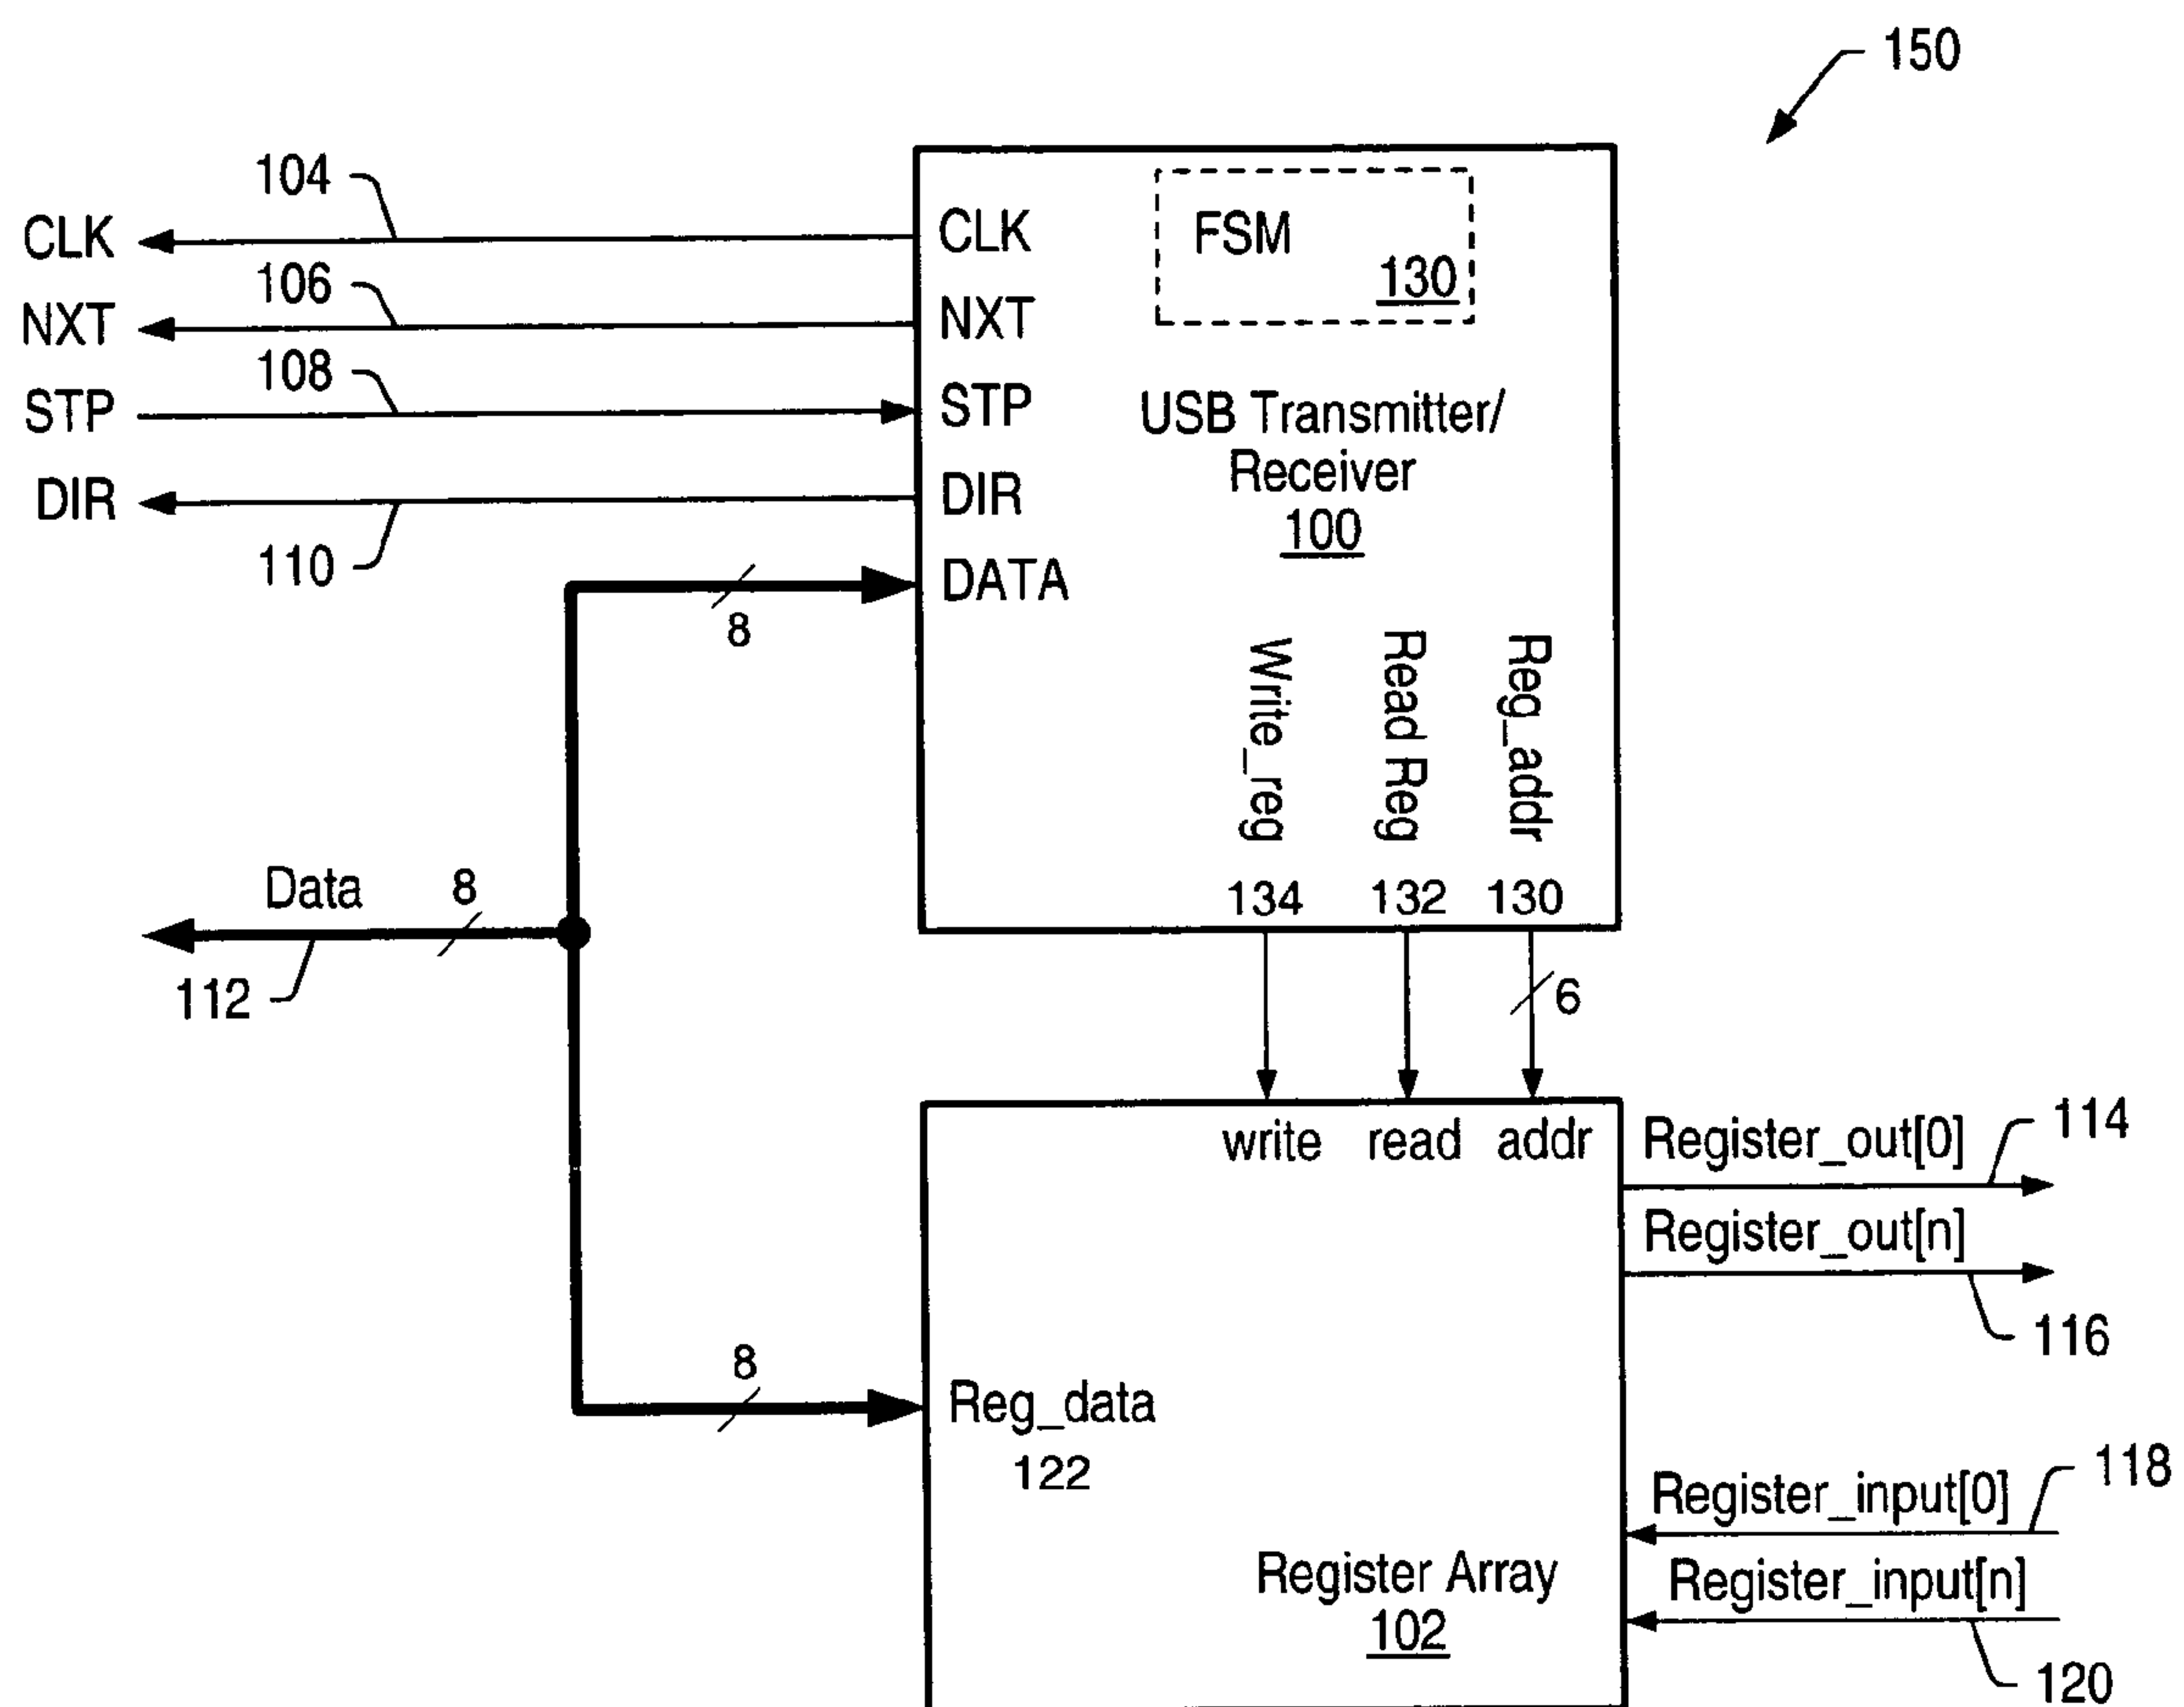 150
104
CLK
CLK
FSM
130
106
NXT
NXT
108
STP
STP
USB Transmitter/
Receiver
100
DIR
DIR
110
DATA
8
Write_reg
Read Reg
Reg_addr
134 132 130
Data
8
112
6
write read addr
Register_out[0]
114
Register_out[n]
116
8
Reg_data
122
Register_input[0]
118
Register_input[n]
120
Register Array
102